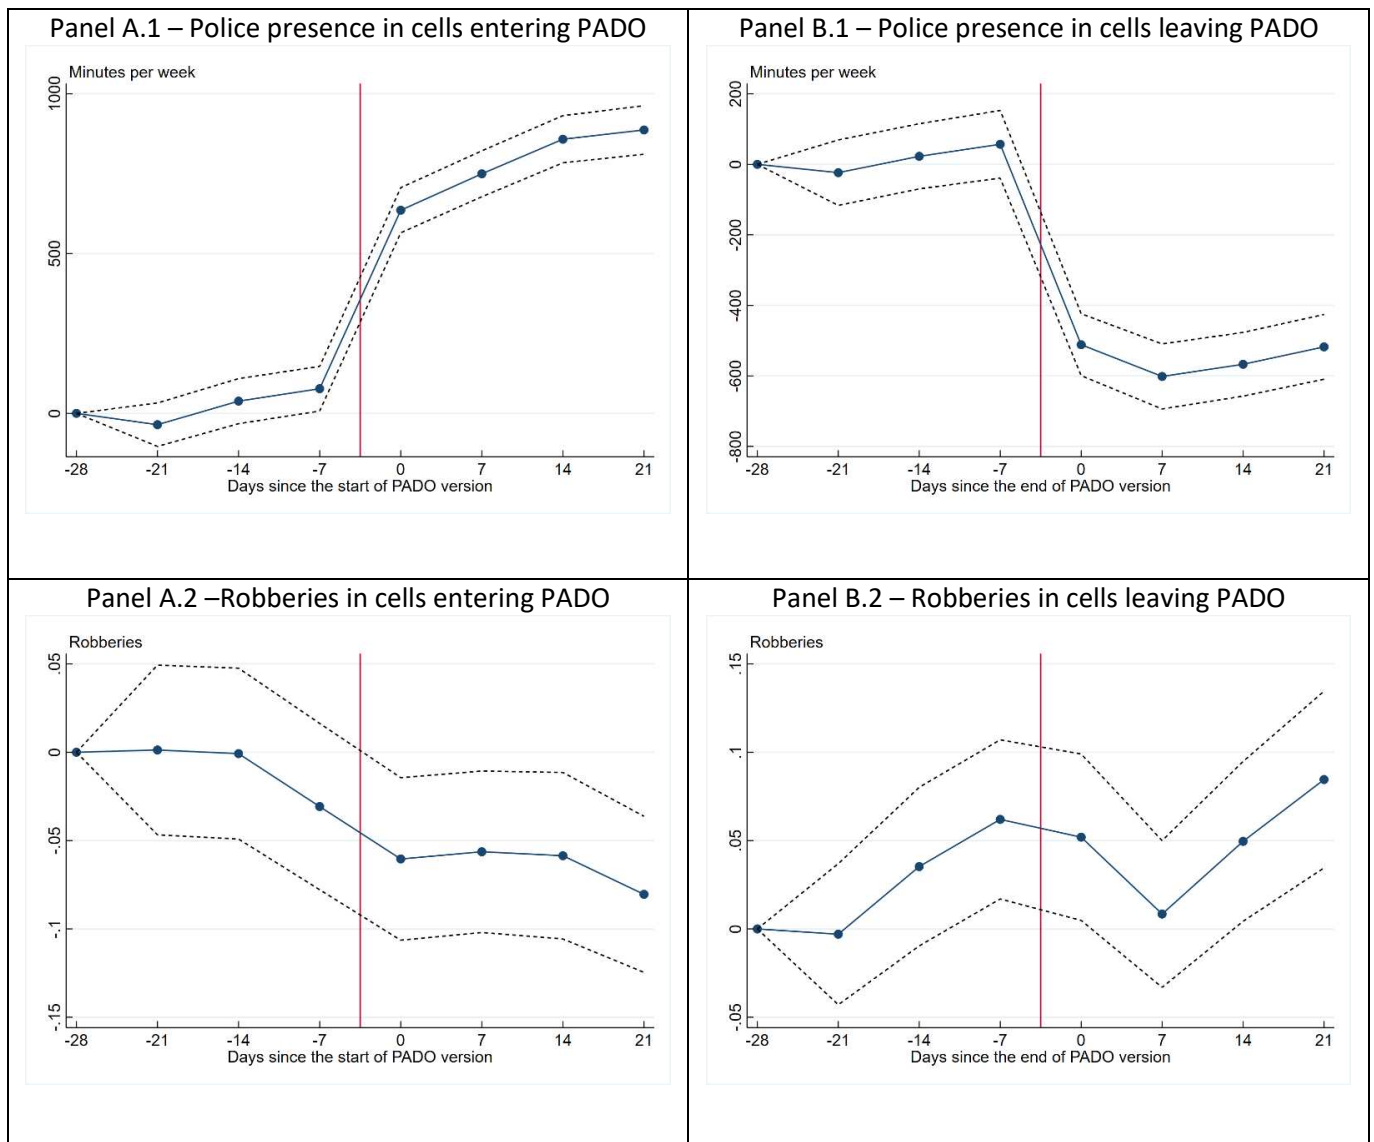 Panel A.1 – Police presence in cells entering PADO
Minutes per week
1000
500
0
-28 -21 -14 -7 0 7 14 21
Days since the start of PADO version
Panel B.1 – Police presence in cells leaving PADO
Minutes per week
200
0
-200
-400
-600
-800
-28 -21 -14 -7 0 7 14 21
Days since the end of PADO version
Panel A.2 –Robberies in cells entering PADO
Robberies
.05
0
-.05
-.1
-.15
-28 -21 -14 -7 0 7 14 21
Days since the start of PADO version
Panel B.2 – Robberies in cells leaving PADO
Robberies
.15
.1
.05
0
-.05
-28 -21 -14 -7 0 7 14 21
Days since the end of PADO version